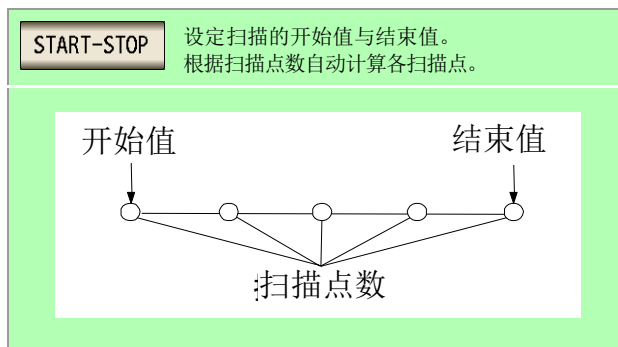 START-STOP
设定扫描的开始值与结束值。
根据扫描点数自动计算各扫描点。
开始值
结束值
扫描点数